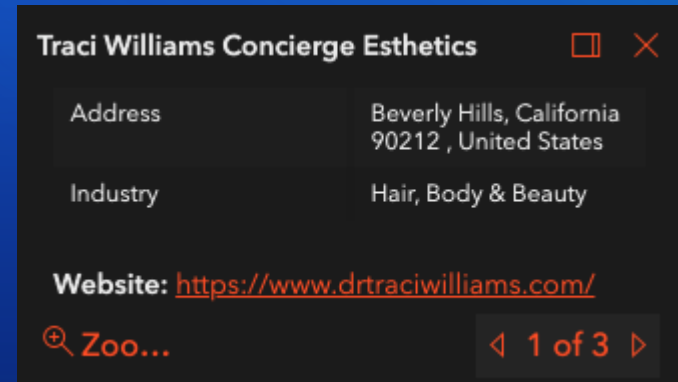 Traci Williams Concierge Esthetics
Address
Beverly Hills, California
90212 , United States
Industry
Hair, Body & Beauty
Website: https://www.drtraciwilliams.com/
Zoo...
1 of 3